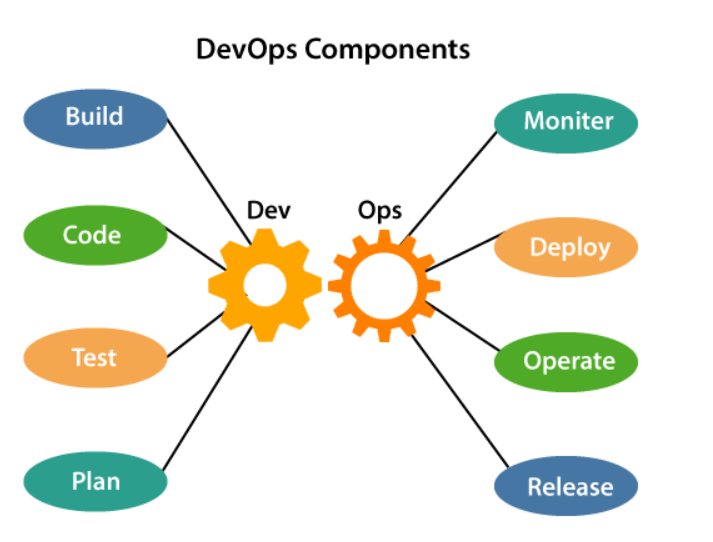 DevOps Components
Build
Moniter
Dev
Ops
Code
Deploy
Test
Operate
Plan
Release